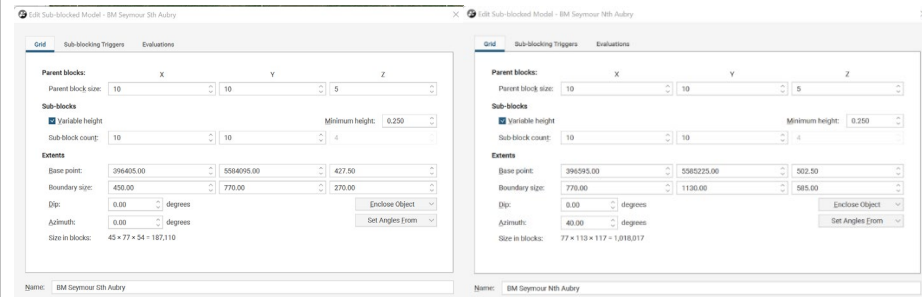 Edit Sub-blocked Model - BM Seymour Sth Aubry
Grid Sub-blocking Triggers Evaluations
Parent blocks: X Y Z
Parent block size: 10 10 5
Sub-blocks
Variable height Minimum height: 0.250
Sub-block count: 10 10 4
Extents
Base point: 396405.00 5584095.00 427.50
Boundary size: 450.00 770.00 270.00
Dip: 0.00 degrees Enclose Object
Azimuth: 0.00 degrees Set Angles From
Size in blocks: 45 × 77 × 54 = 187,110
Name: BM Seymour Sth Aubry
Edit Sub-blocked Model - BM Seymour Nth Aubry
Grid Sub-blocking Triggers Evaluations
Parent blocks: X Y Z
Parent block size: 10 10 5
Sub-blocks
Variable height Minimum height: 0.250
Sub-block count: 10 10 4
Extents
Base point: 396595.00 5585225.00 502.50
Boundary size: 770.00 1130.00 585.00
Dip: 0.00 degrees Enclose Object
Azimuth: 40.00 degrees Set Angles From
Size in blocks: 77 × 113 × 117 = 1,018,017
Name: BM Seymour Nth Aubry